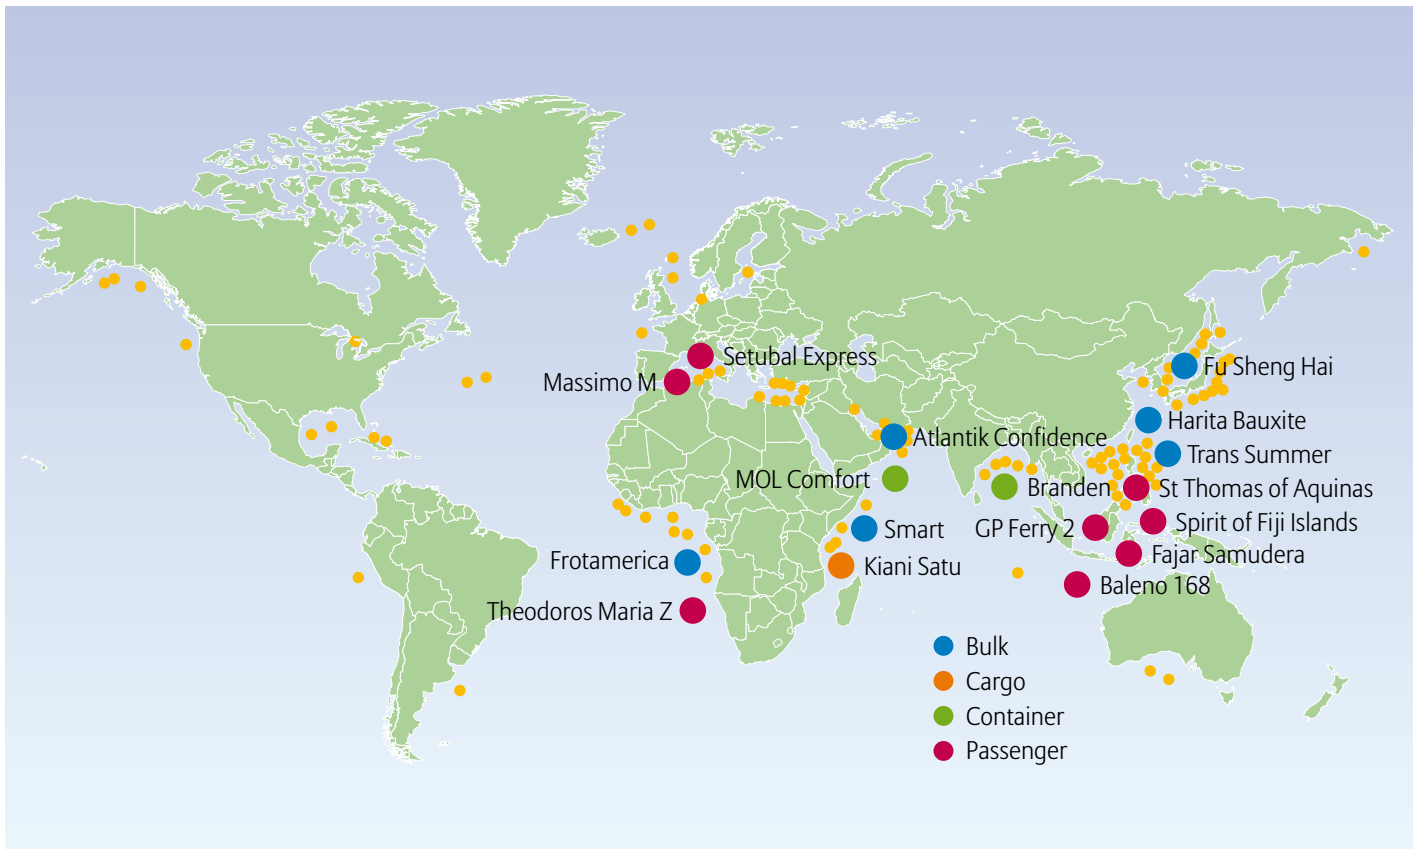 Setubal Express
Massimo M
Fu Sheng Hai
Harita Bauxite
Atlantik Confidence
Trans Summer
MOL Comfort
Branden
St Thomas of Aquinas
Smart
GP Ferry 2
Spirit of Fiji Islands
Frotamerica
Kiani Satu
Fajar Samudera
Baleno 168
Theodoros Maria Z
Bulk
Cargo
Container
Passenger